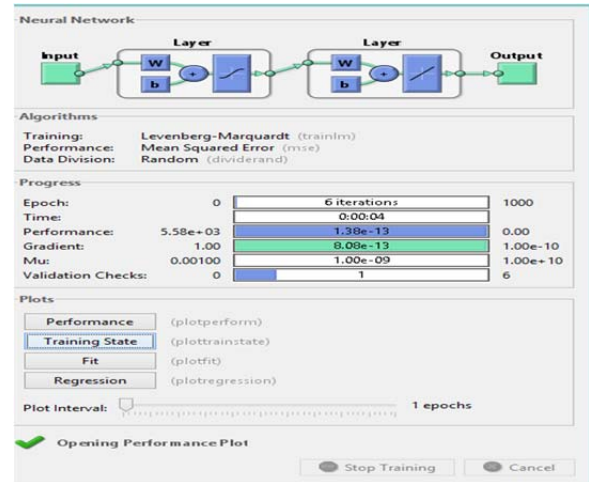 Neural Network
Layer Layer
Input Output
W W
+ +
b b
Algorithms
Training: Levenberg-Marquardt (trainlm)
Performance: Mean Squared Error (mse)
Data Division: Random (dividerand)
Progress
Epoch: 0 6 iterations 1000
Time: 0:00:04
Performance: 5.58e+03 1.38e-13 0.00
Gradient: 1.00 8.08e-13 1.00e-10
Mu: 0.00100 1.00e-09 1.00e+10
Validation Checks: 0 1 6
Plots
Performance (plotperform)
Training State (plottrainstate)
Fit (plotfit)
Regression (plotregression)
Plot Interval: 1 epochs
Opening Performance Plot
Stop Training Cancel